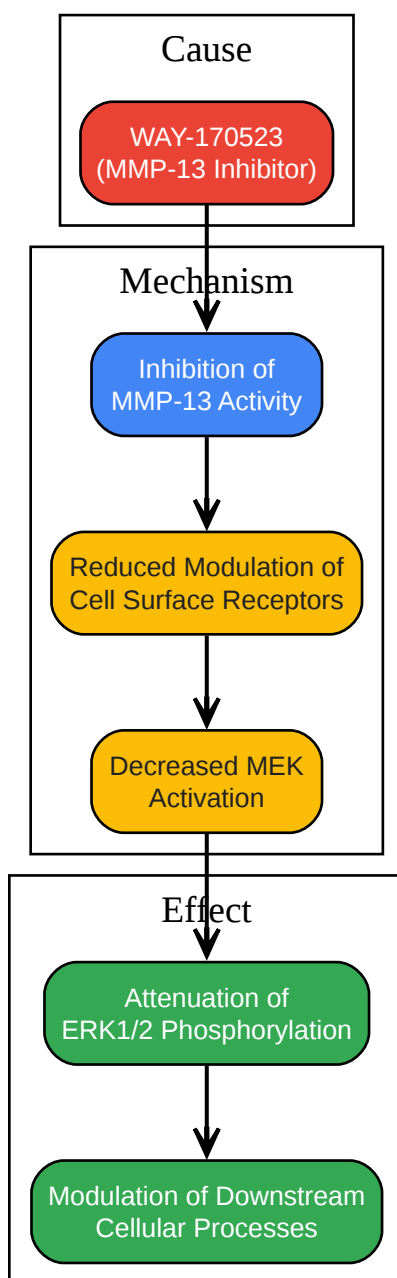 Cause
WAY-170523
(MMP-13 Inhibitor)
Mechanism
Inhibition of
MMP-13 Activity
Reduced Modulation of
Cell Surface Receptors
Decreased MEK
Activation
Effect
Attenuation of
ERK1/2 Phosphorylation
Modulation of Downstream
Cellular Processes